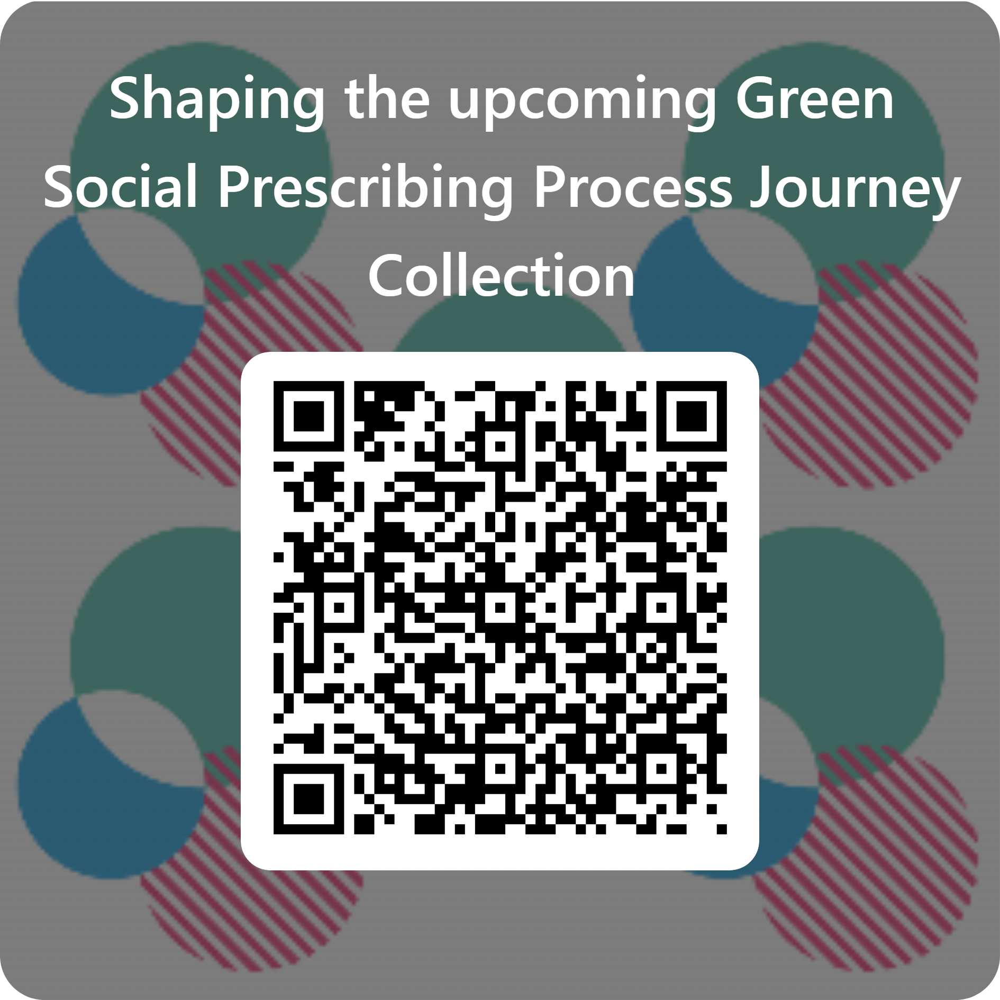 Shaping the upcoming Green
Social Prescribing Process Journey
Collection